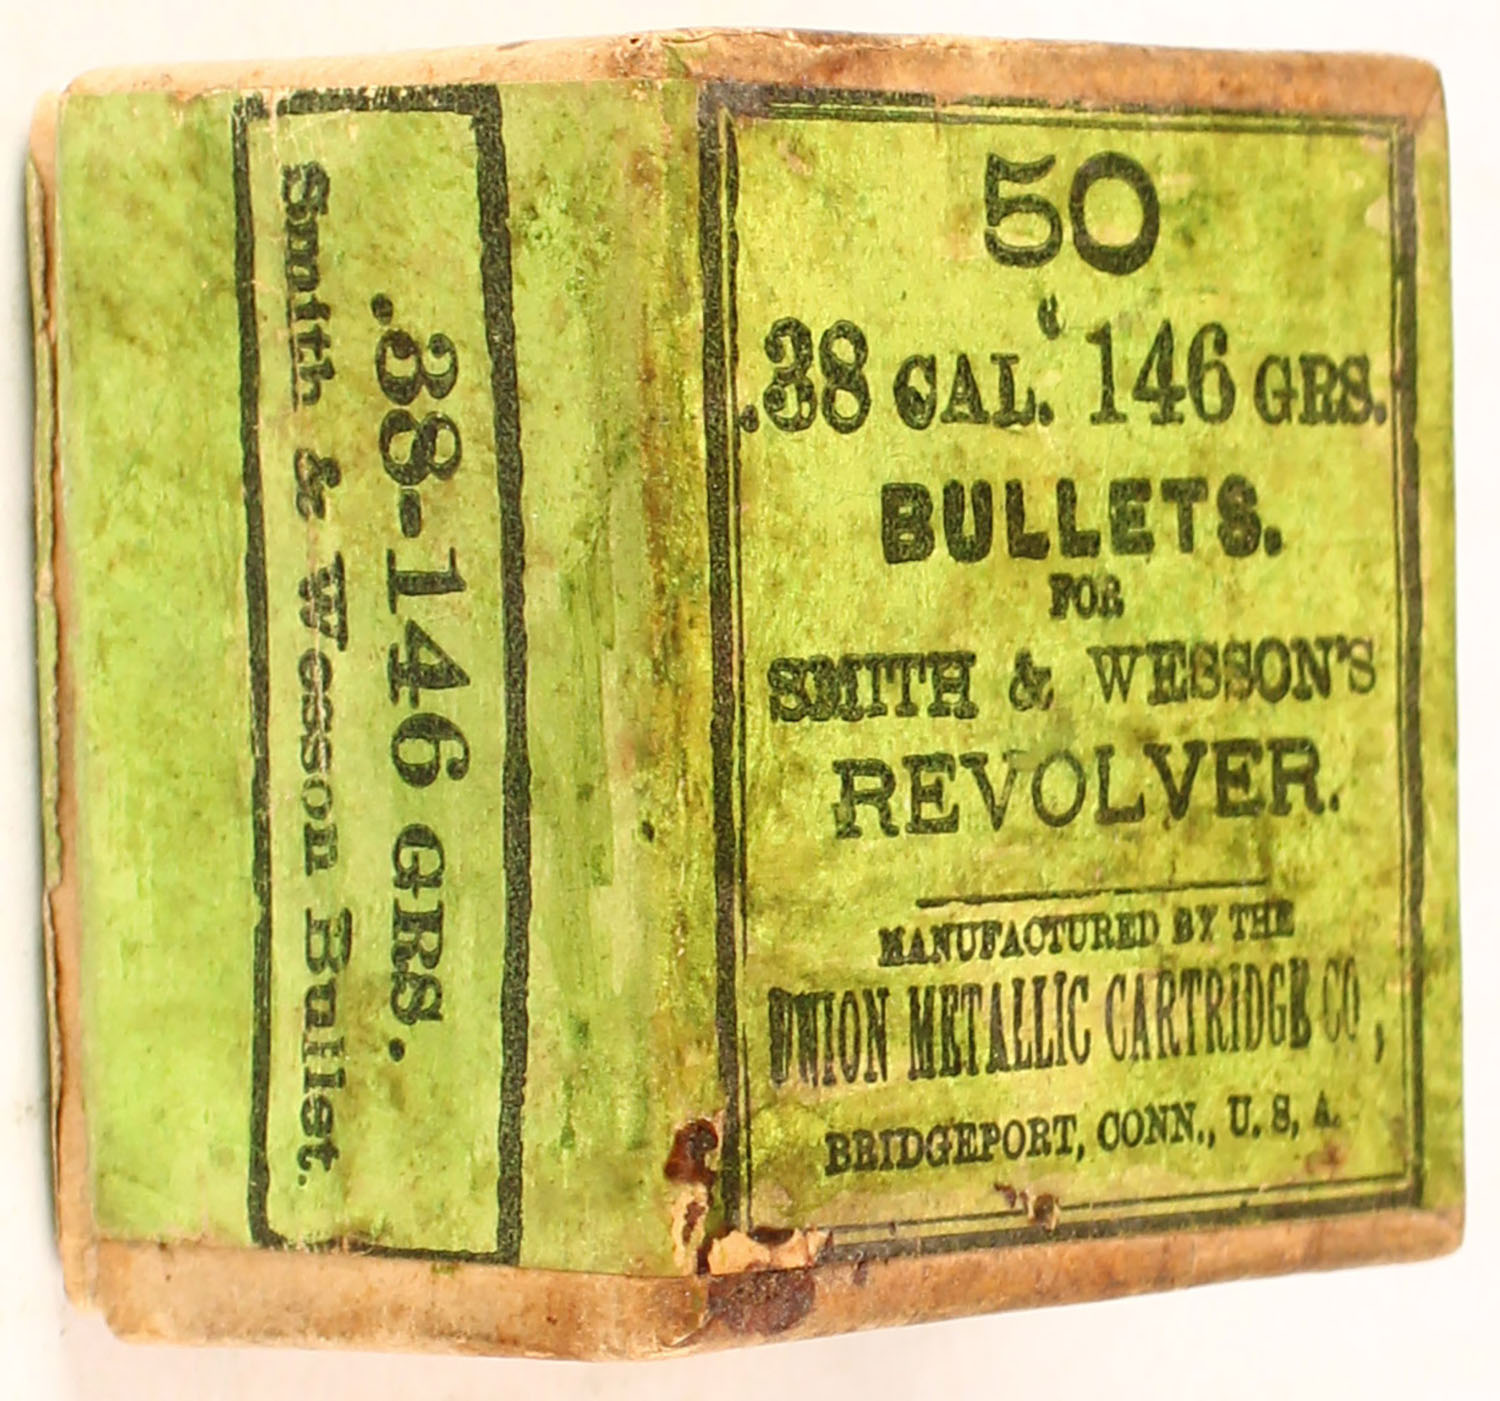 50
.38 CAL. 146 GRS.
BULLETS.
FOR
SMITH & WESSON'S
REVOLVER.
MANUFACTURED BY THE
UNION METALLIC CARTRIDGE CO,
BRIDGEPORT, CONN., U. S, A.
.38-146 GRS.
Smith & Wesson Bullet.